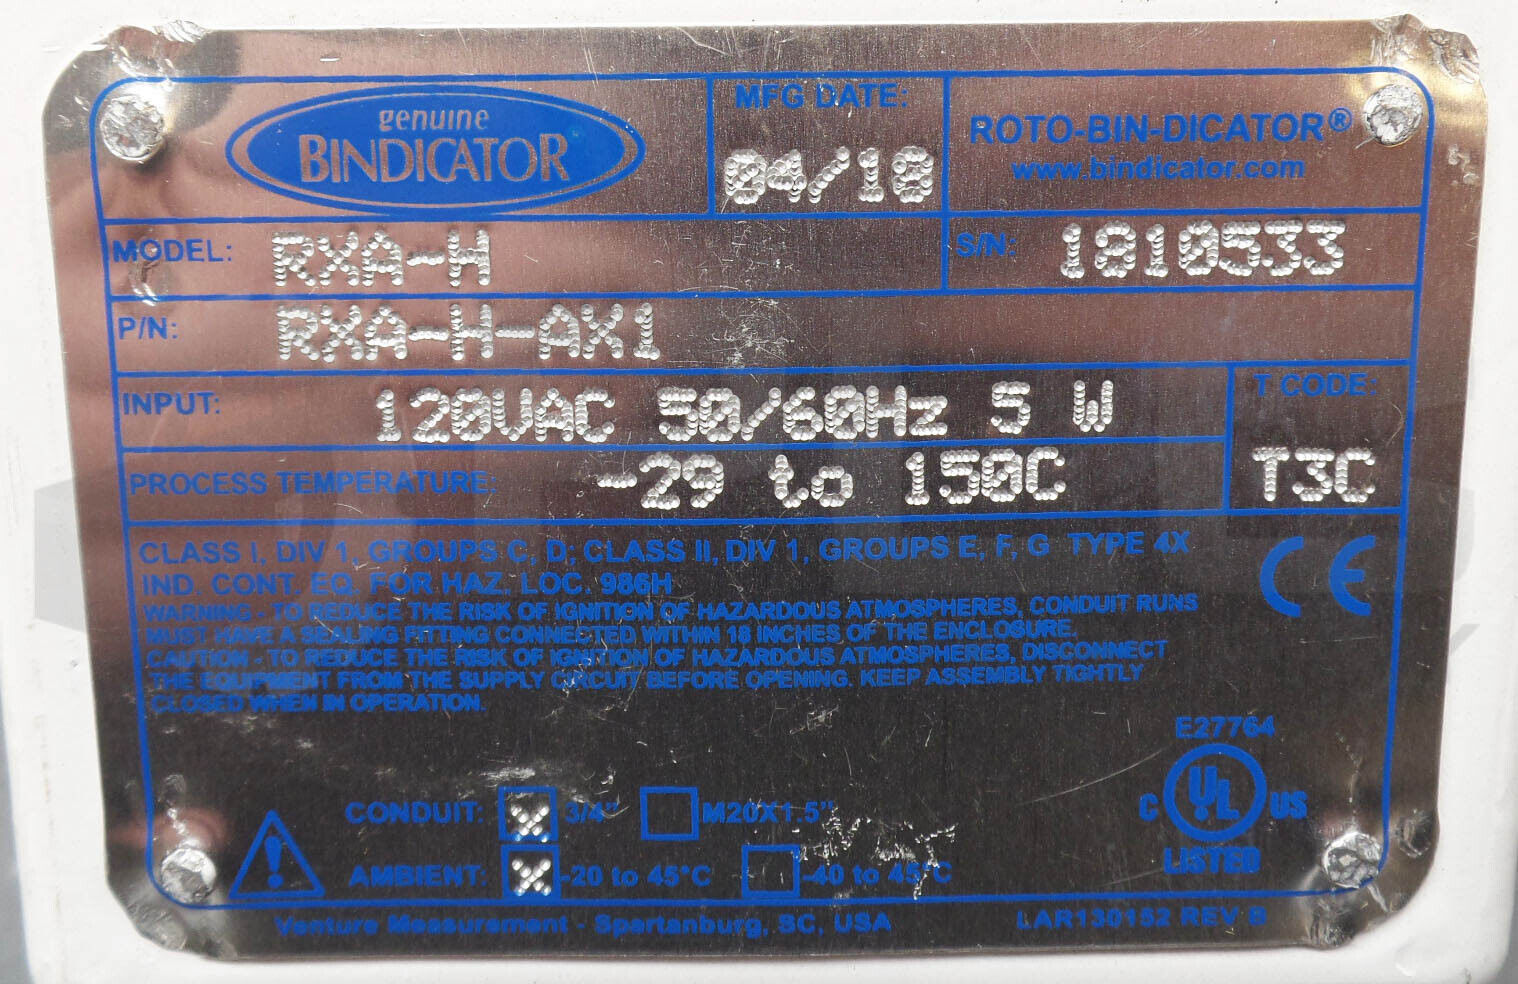 genuine
BINDICATOR
MFG DATE:
04/18
ROTO-BIN-DICATOR®
www.bindicator.com
MODEL: RXA-H
S/N: 1810533
P/N: RXA-H-AX1
INPUT: 120VAC 50/60Hz 5 W
T CODE:
T3C
PROCESS TEMPERATURE: -29 to 150C
CLASS I, DIV 1, GROUPS C, D; CLASS II, DIV 1, GROUPS E, F, G TYPE 4X
IND. CONT. EQ. FOR HAZ. LOC. 986H
CE
WARNING - TO REDUCE THE RISK OF IGNITION OF HAZARDOUS ATMOSPHERES, CONDUIT RUNS
MUST HAVE A SEALING FITTING CONNECTED WITHIN 18 INCHES OF THE ENCLOSURE.
CAUTION - TO REDUCE THE RISK OF IGNITION OF HAZARDOUS ATMOSPHERES, DISCONNECT
THE EQUIPMENT FROM THE SUPPLY CIRCUIT BEFORE OPENING. KEEP ASSEMBLY TIGHTLY
CLOSED WHEN IN OPERATION.
E27764
C UL US
LISTED
CONDUIT: X 3/4" M20X1.5"
! AMBIENT: X -20 to 45°C -40 to 45°C
Venture Measurement - Spartanburg, SC, USA
LAR130152 REV B